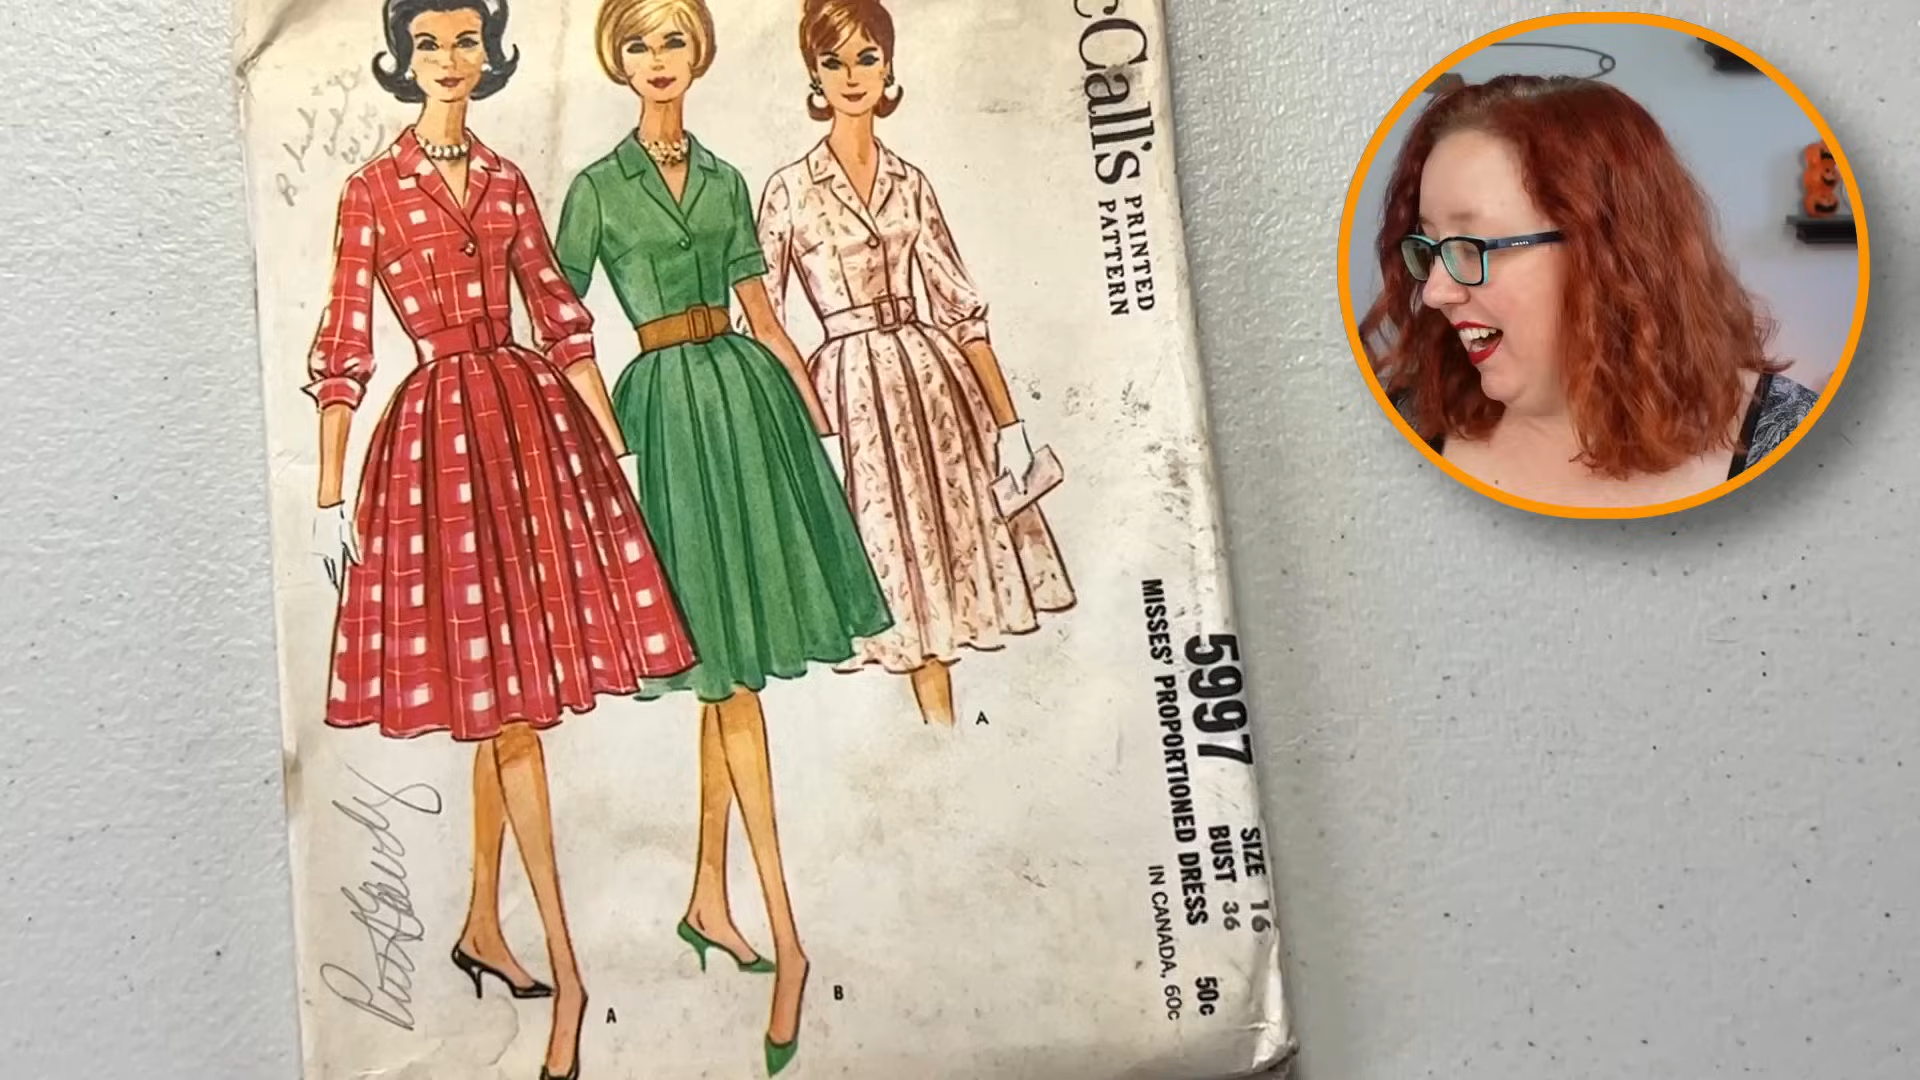 McCall's
PRINTED
PATTERN
5997
MISSES' PROPORTIONED DRESS
SIZE 16
BUST 36
50c
IN CANADA, 60c
A
B
A